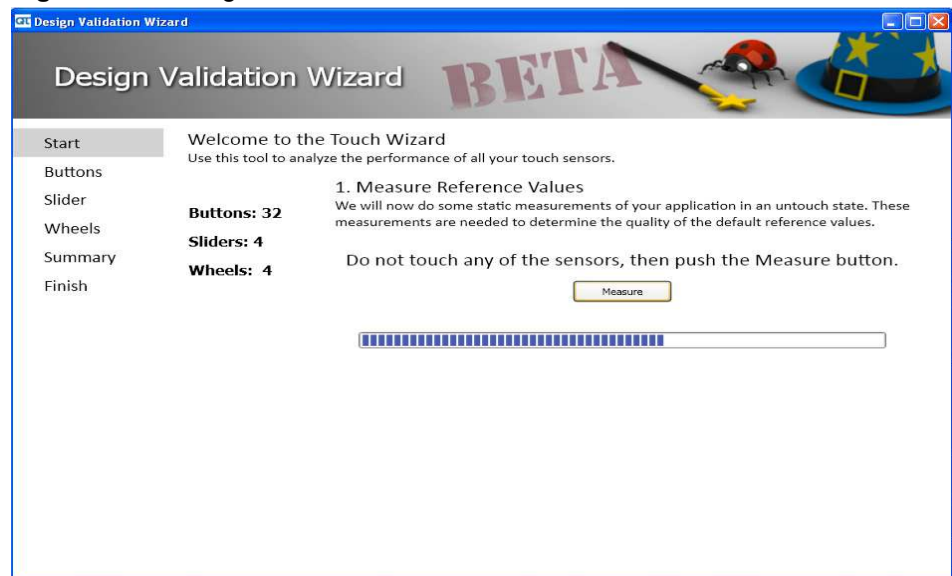 Design Validation Wizard
Design Validation Wizard
BETA
Start
Buttons
Slider
Wheels
Summary
Finish
Welcome to the Touch Wizard
Use this tool to analyze the performance of all your touch sensors.
Buttons: 32
Sliders: 4
Wheels: 4
1. Measure Reference Values
We will now do some static measurements of your application in an untouch state. These
measurements are needed to determine the quality of the default reference values.
Do not touch any of the sensors, then push the Measure button.
Measure